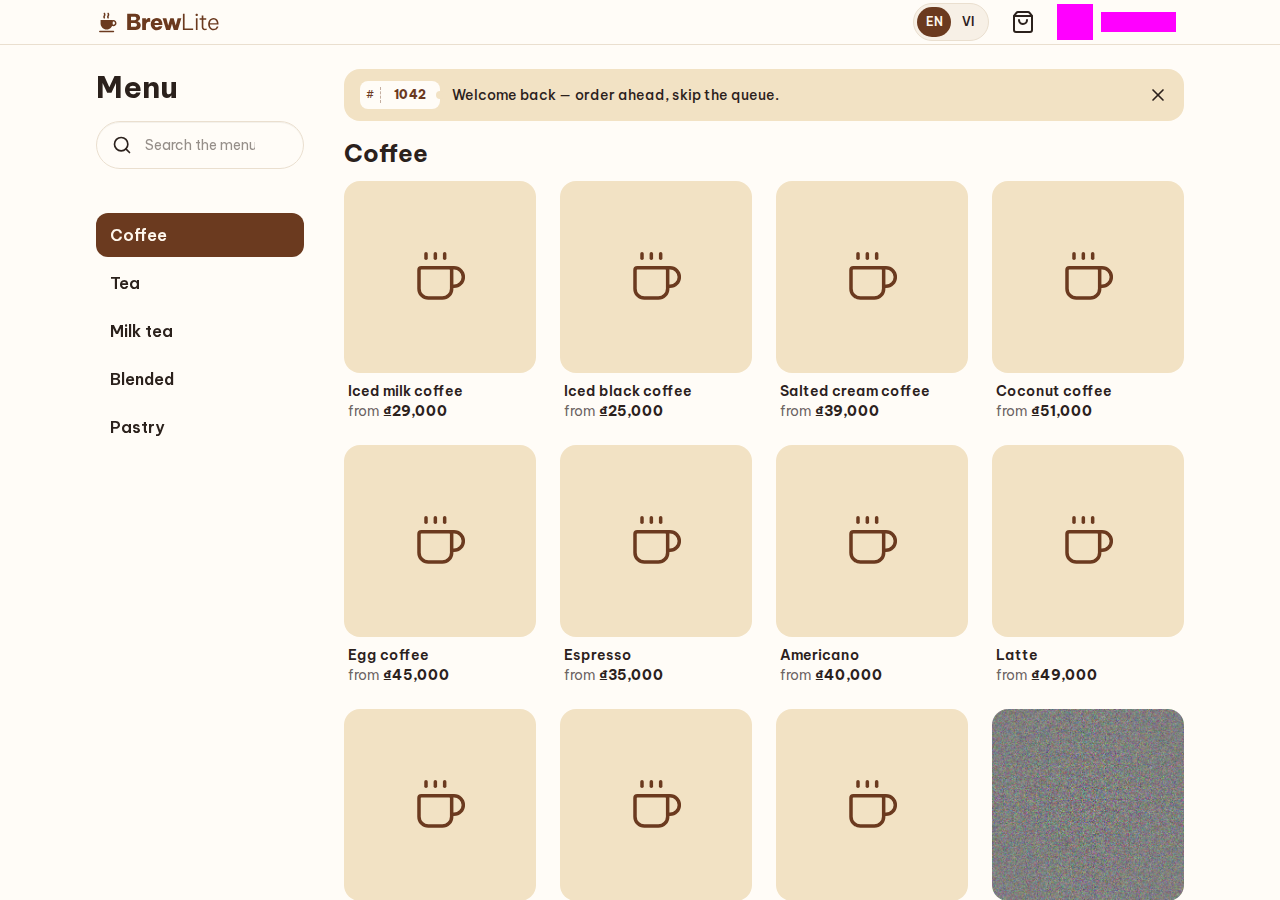 BrewLite
EN VI
Menu
Search the menu
Coffee
Tea
Milk tea
Blended
Pastry
# 1042 Welcome back — order ahead, skip the queue.
Coffee
Iced milk coffee
from ₫29,000
Iced black coffee
from ₫25,000
Salted cream coffee
from ₫39,000
Coconut coffee
from ₫51,000
Egg coffee
from ₫45,000
Espresso
from ₫35,000
Americano
from ₫40,000
Latte
from ₫49,000